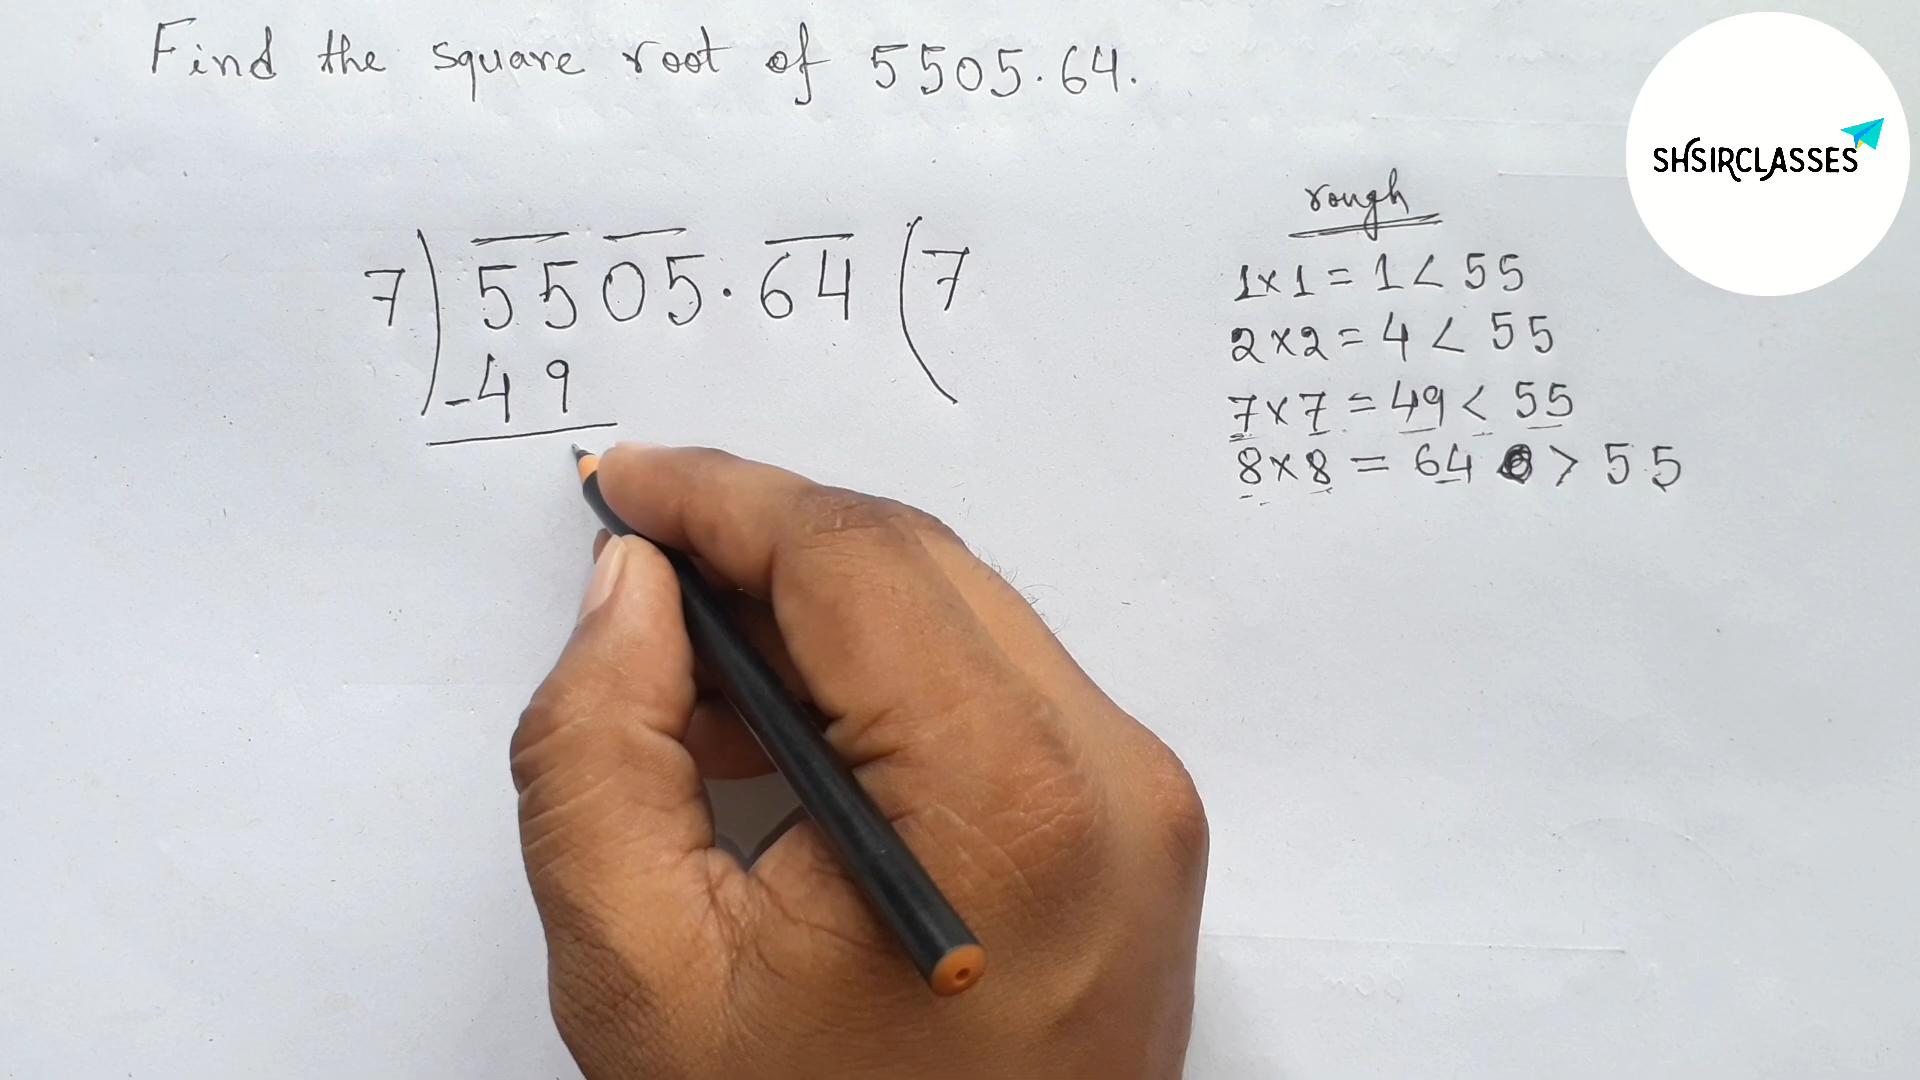 Find the square root of 5505.64.
SHSIRCLASSES
rough
7) 5505.64 (7
-49
1×1=1<55
2×2=4<55
7×7=49<55
8×8=64>55